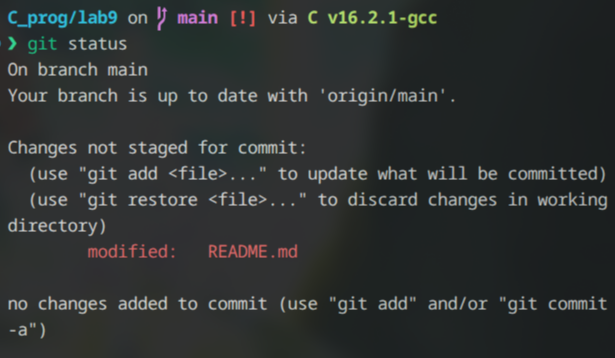 C_prog/lab9 on main [!] via C v16.2.1-gcc
❯ git status
On branch main
Your branch is up to date with 'origin/main'.

Changes not staged for commit:
  (use "git add <file>..." to update what will be committed)
  (use "git restore <file>..." to discard changes in working
directory)
        modified:   README.md

no changes added to commit (use "git add" and/or "git commit
-a")